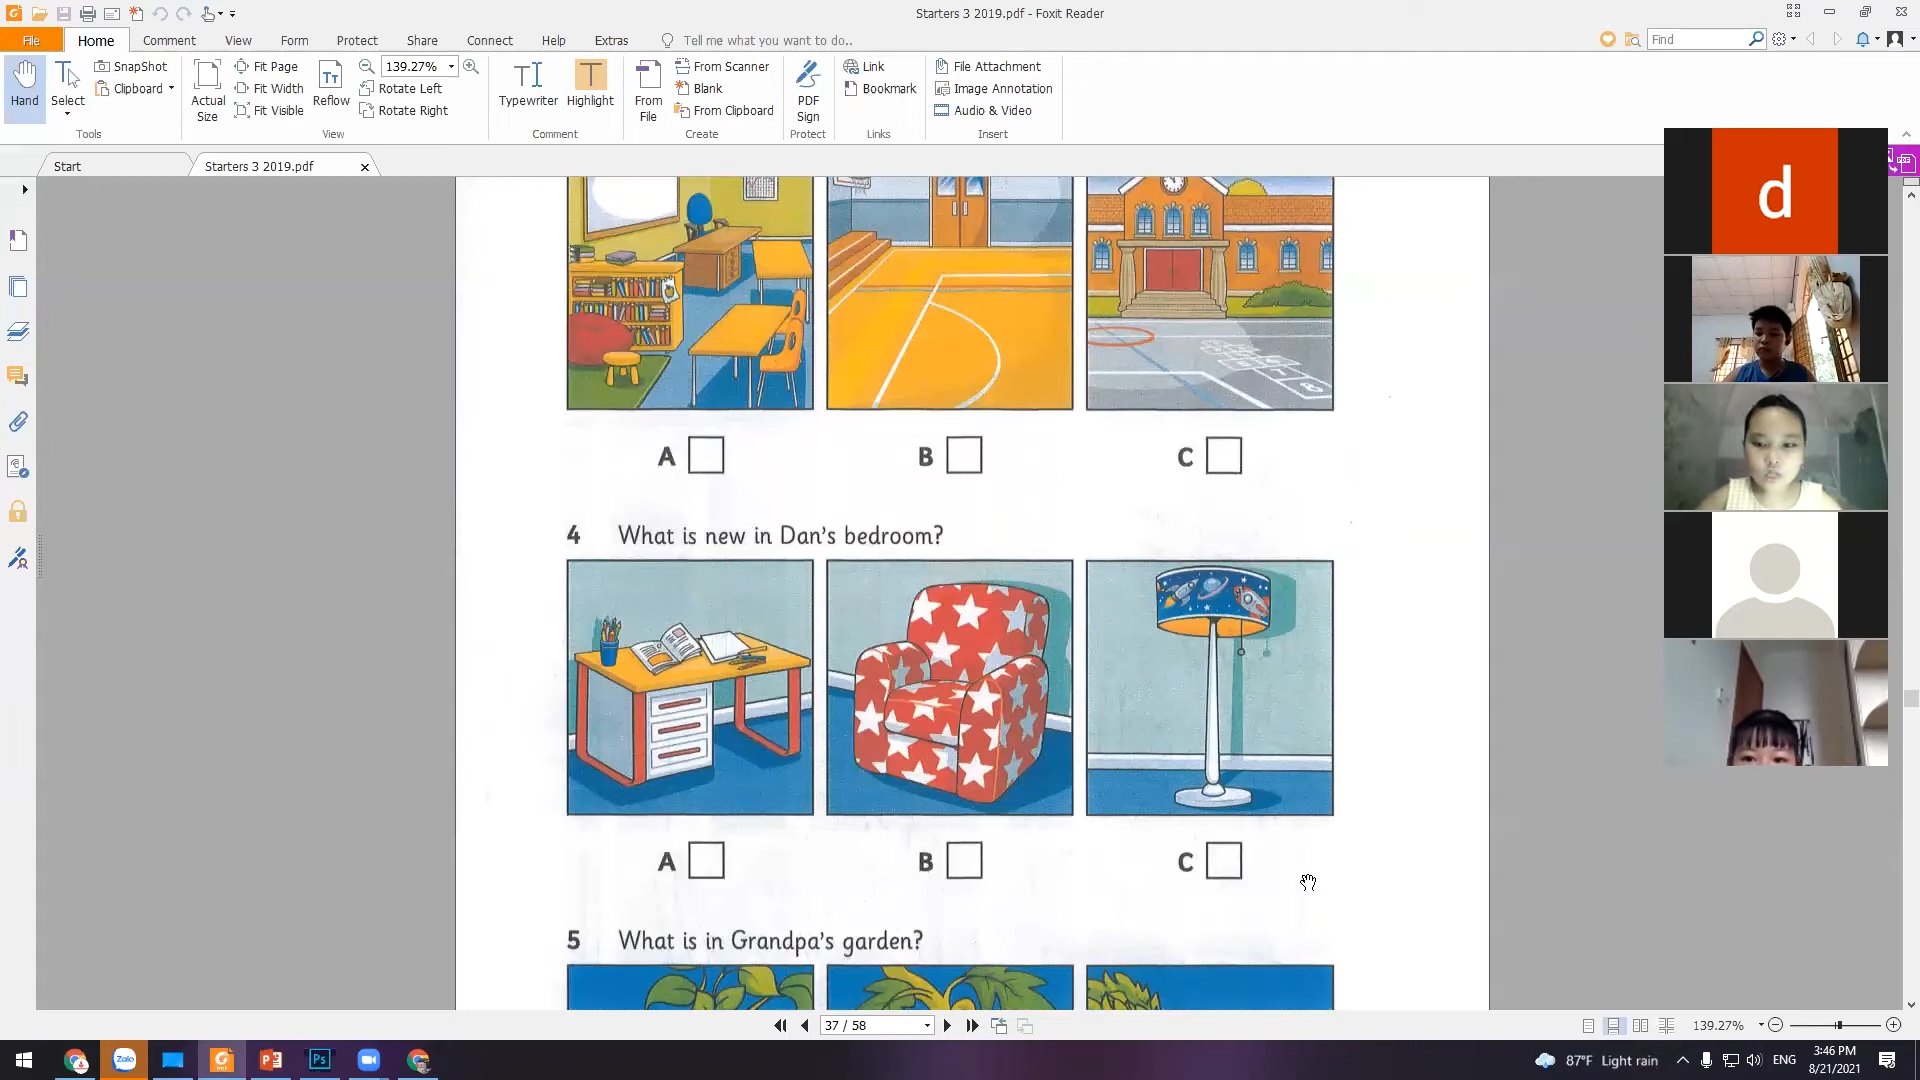 Starters 3 2019.pdf - Foxit Reader
File Home Comment View Form Protect Share Connect Help Extras Tell me what you want to do.. Find
Hand
Select
SnapShot
Clipboard
Tools
Actual Size
Fit Page
Fit Width
Fit Visible
Reflow
139.27%
Rotate Left
Rotate Right
View
Typewriter
Highlight
Comment
From File
From Scanner
Blank
From Clipboard
Create
PDF Sign
Protect
Link
Bookmark
Links
File Attachment
Image Annotation
Audio & Video
Insert
Start
Starters 3 2019.pdf
d
A B C
4 What is new in Dan's bedroom?
A B C
5 What is in Grandpa's garden?
37 / 58
139.27%
Zalo
Ps
87°F Light rain
ENG
3:46 PM
8/21/2021